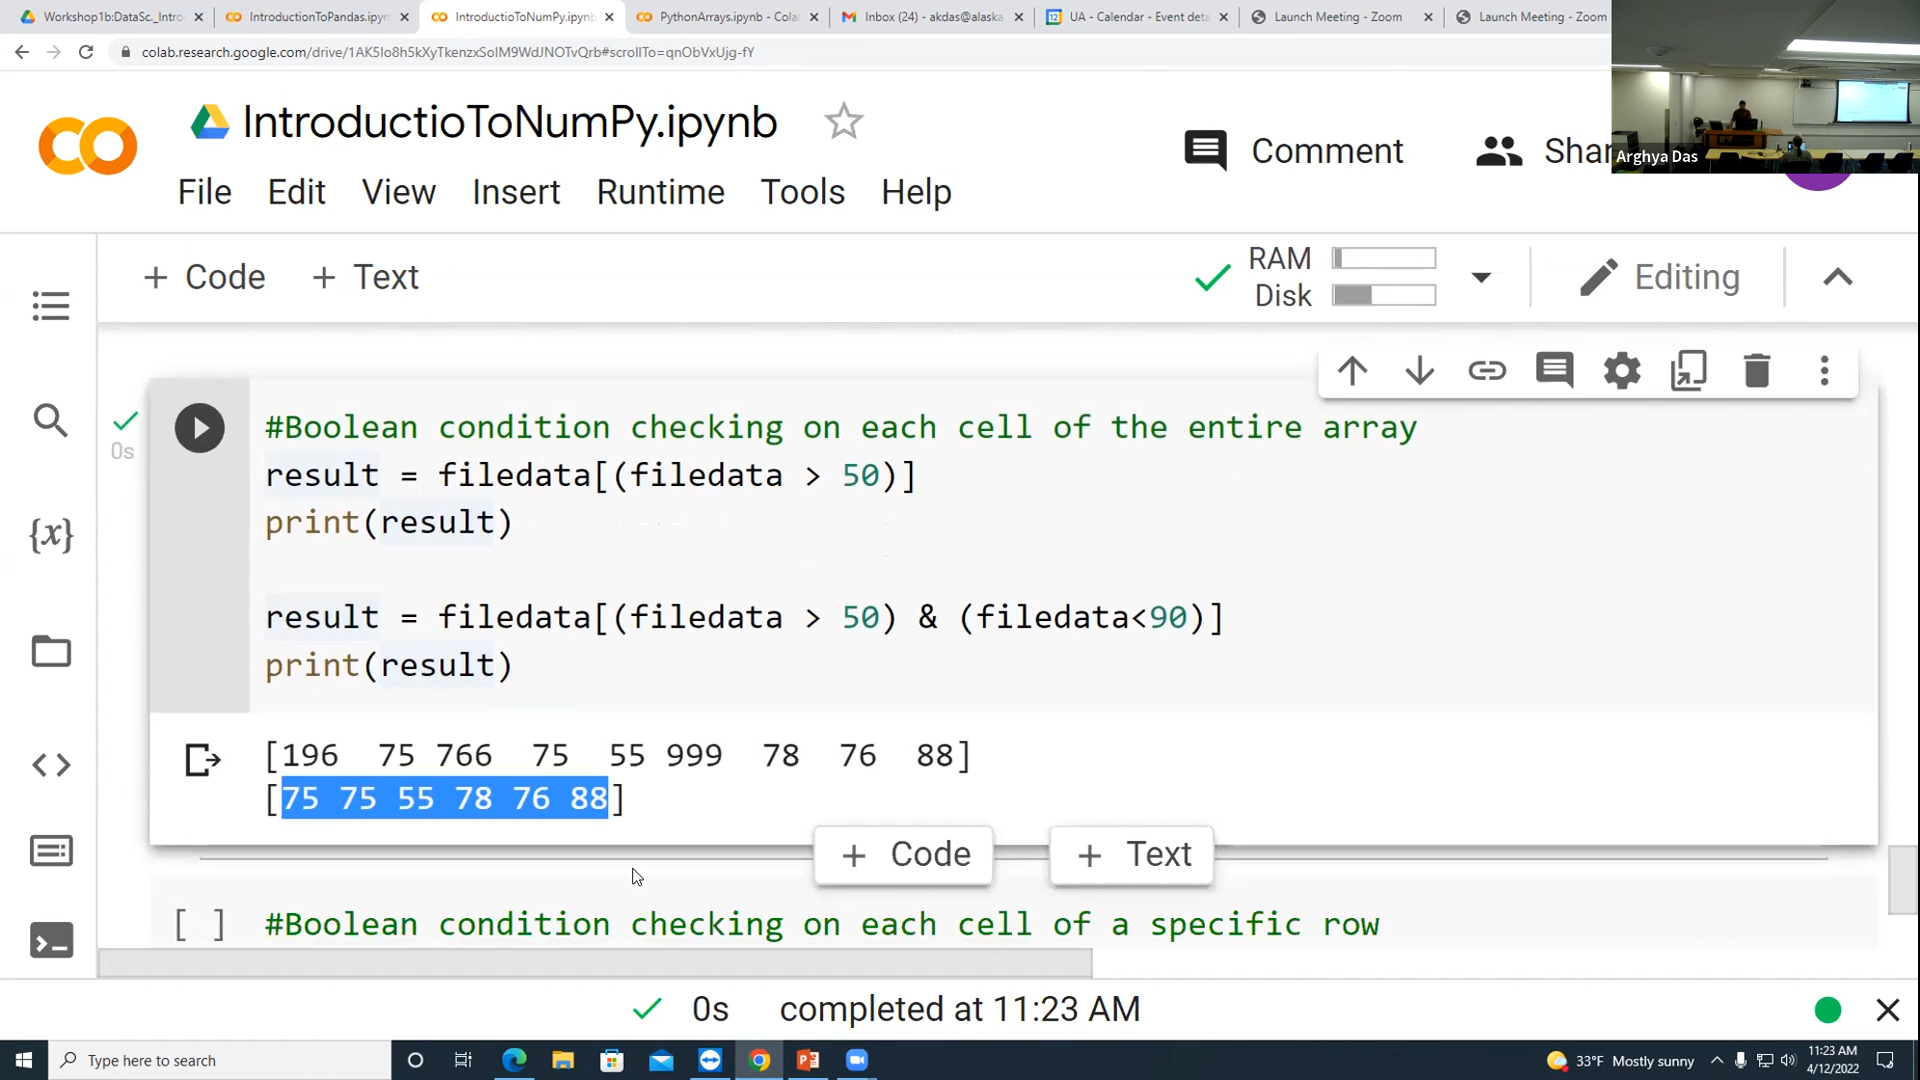 Workshop1b:DataSc._Intro
IntroductionToPandas.ipyn
IntroductioToNumPy.ipynb
PythonArrays.ipynb - Cola
Inbox (24) - akdas@alaska
UA - Calendar - Event deta
Launch Meeting - Zoom
Launch Meeting - Zoom
colab.research.google.com/drive/1AK5Io8h5kXyTkenzxSolM9WdJNOTvQrb#scrollTo=qnObVxUjg-fY
IntroductioToNumPy.ipynb
Comment
Shar
Arghya Das
File Edit View Insert Runtime Tools Help
+ Code + Text
RAM
Disk
Editing
0s
#Boolean condition checking on each cell of the entire array
result = filedata[(filedata > 50)]
print(result)
result = filedata[(filedata > 50) & (filedata<90)]
print(result)
[196 75 766 75 55 999 78 76 88]
[75 75 55 78 76 88]
+ Code + Text
[ ] #Boolean condition checking on each cell of a specific row
0s completed at 11:23 AM
Type here to search
33°F Mostly sunny
11:23 AM
4/12/2022